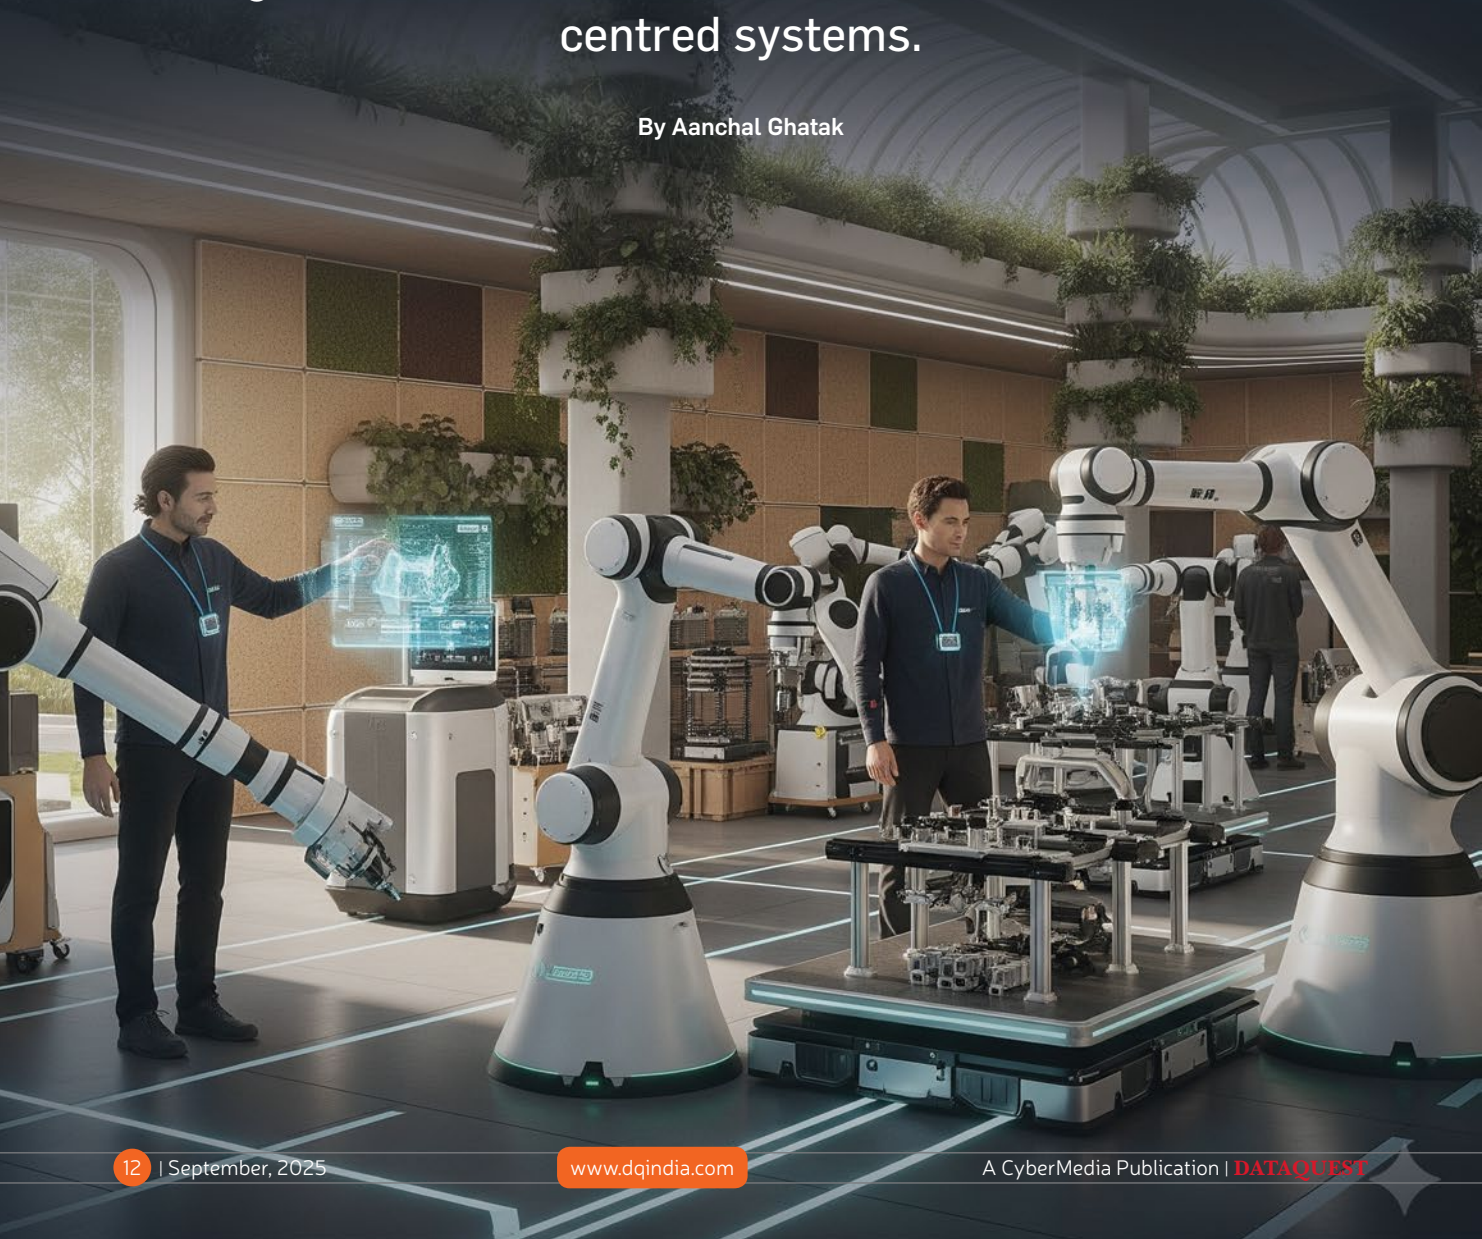 centred systems.
By Aanchal Ghatak
12 | September, 2025
www.dqindia.com
A CyberMedia Publication | DATAQUEST